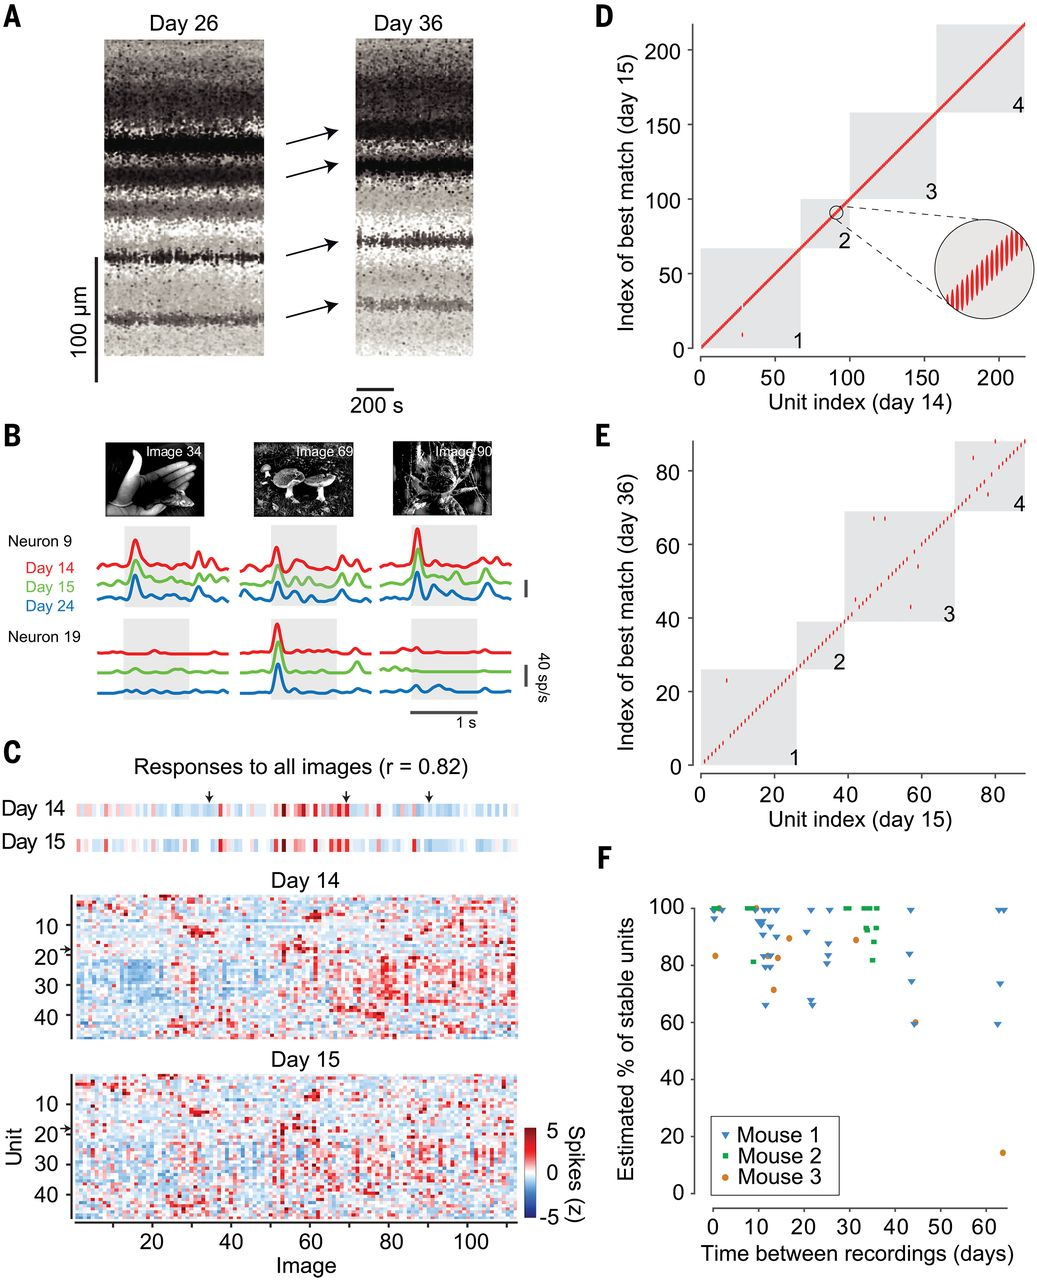 A
Day 26
Day 36
100 µm
200 s
B
Image 34
Image 69
Image 90
Neuron 9
Day 14
Day 15
Day 24
Neuron 19
40 sp/s
1 s
C
Responses to all images (r = 0.82)
Day 14
Day 15
Day 14
10
20
30
40
Day 15
Unit
10
20
30
40
20
40
60
80
100
Image
5
0
-5
Spikes (z)
D
Index of best match (day 15)
200
150
100
50
0
1
2
3
4
0
50
100
150
200
Unit index (day 14)
E
Index of best match (day 36)
80
60
40
20
0
1
2
3
4
0
20
40
60
80
Unit index (day 15)
F
Estimated % of stable units
100
80
60
40
20
0
Mouse 1
Mouse 2
Mouse 3
0
10
20
30
40
50
60
Time between recordings (days)